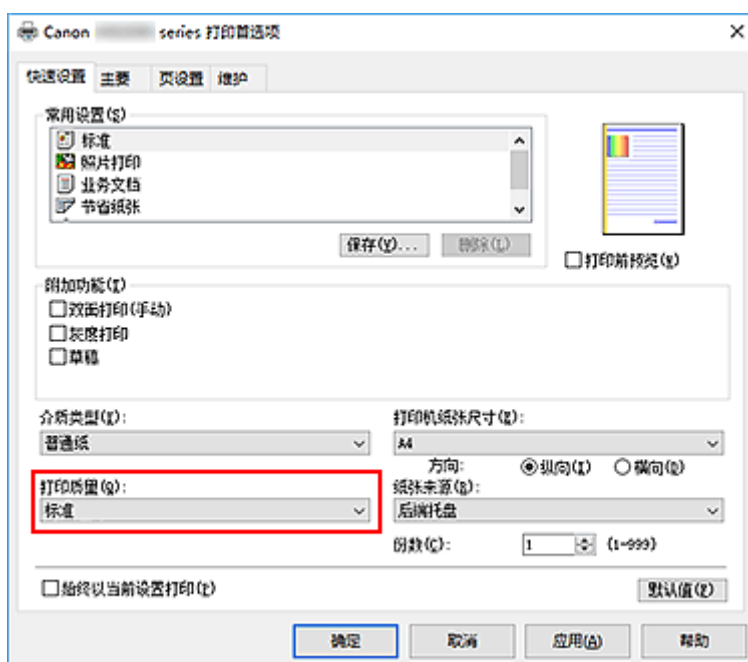 Canon series 打印首选项
快速设置 主要 页设置 维护
常用设置(S)
标准
照片打印
业务文档
节省纸张
保存(V)... 删除(L)
打印前预览(W)
附加功能(I)
双面打印(手动)
灰度打印
草稿
介质类型(X): 打印机纸张尺寸(Z):
普通纸 A4
方向: 纵向(I) 横向(D)
打印质量(Q): 纸张来源(B):
标准 后端托盘
份数(C): 1 (1-999)
始终以当前设置打印(P) 默认值(F)
确定 取消 应用(A) 帮助